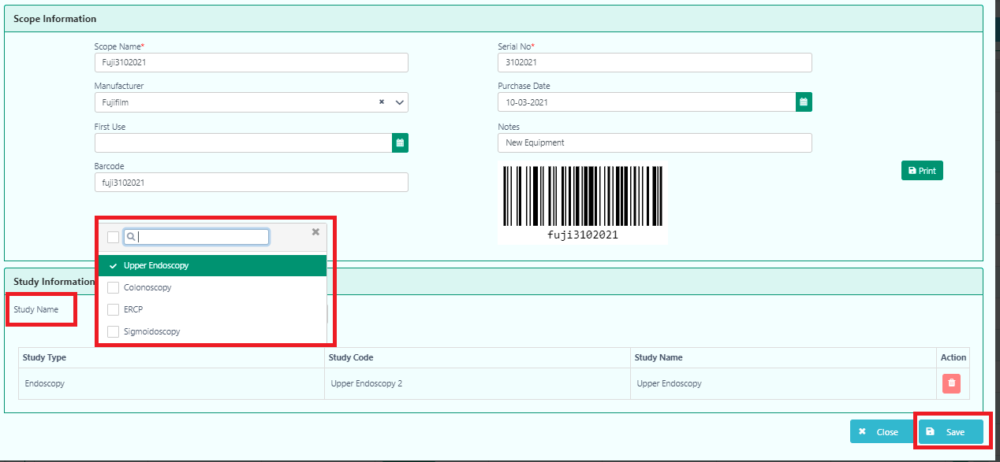 Scope Information
Scope Name*
Serial No*
Fuji3102021
3102021
Manufacturer
Purchase Date
Fujifilm
10-03-2021
First Use
Notes
New Equipment
Barcode
fuji3102021
Print
fuji3102021
Upper Endoscopy
Study Information
Colonoscopy
Study Name
ERCP
Sigmoidoscopy
Study Type Study Code Study Name Action
Endoscopy Upper Endoscopy 2 Upper Endoscopy
Close Save